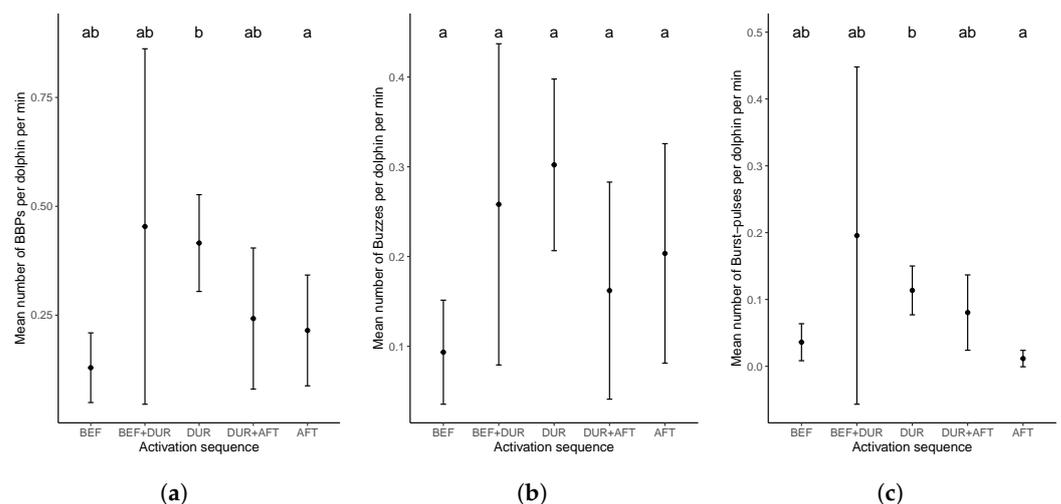 ab ab b ab a
Mean number of BBPs per dolphin per min
0.75
0.50
0.25
BEF BEF+DUR DUR DUR+AFT AFT
Activation sequence
(a)
a a a a a
Mean number of Buzzes per dolphin per min
0.4
0.3
0.2
0.1
BEF BEF+DUR DUR DUR+AFT AFT
Activation sequence
(b)
ab ab b ab a
Mean number of Burst−pulses per dolphin per min
0.5
0.4
0.3
0.2
0.1
0.0
BEF BEF+DUR DUR DUR+AFT AFT
Activation sequence
(c)